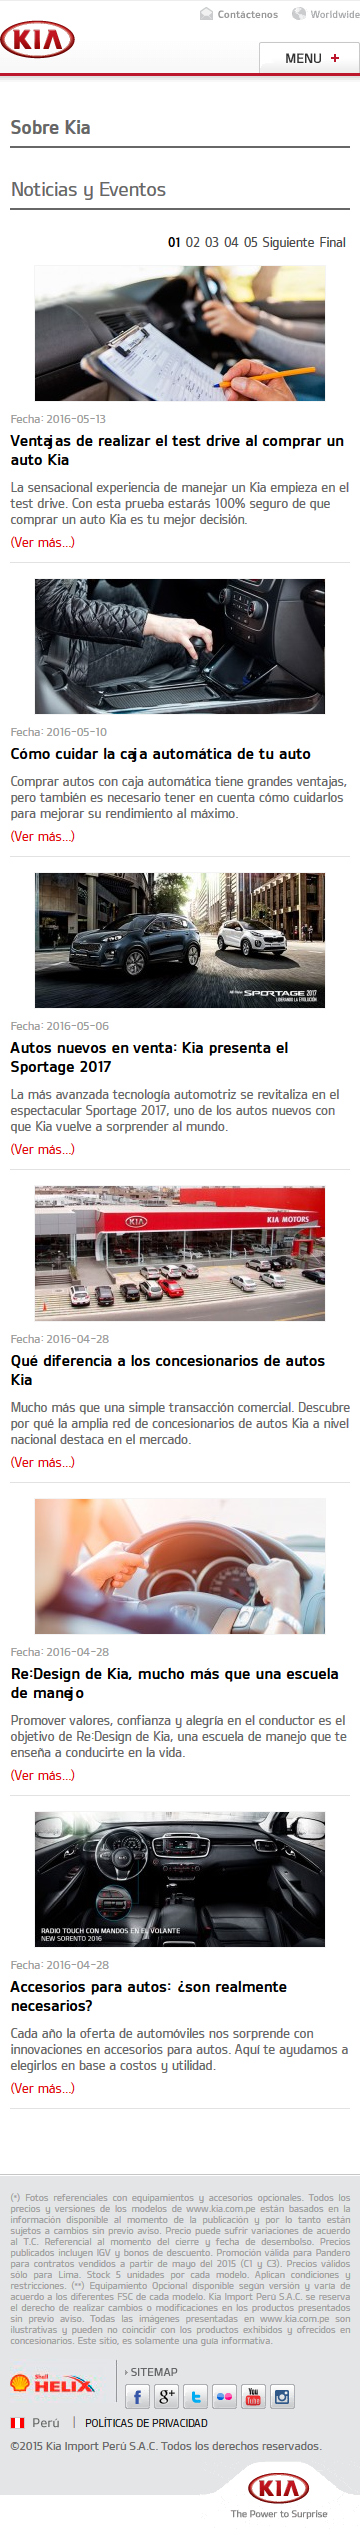 Contáctenos Worldwide
KIA
MENU +
Sobre Kia
Noticias y Eventos
01 02 03 04 05 Siguiente Final
Fecha: 2016-05-13
Ventajas de realizar el test drive al comprar un
auto Kia
La sensacional experiencia de manejar un Kia empieza en el
test drive. Con esta prueba estarás 100% seguro de que
comprar un auto Kia es tu mejor decisión.
(Ver más...)
Fecha: 2016-05-10
Cómo cuidar la caja automática de tu auto
Comprar autos con caja automática tiene grandes ventajas,
pero también es necesario tener en cuenta cómo cuidarlos
para mejorar su rendimiento al máximo.
(Ver más...)
SPORTAGE 2017
LIDERANDO LA EVOLUCIÓN
Fecha: 2016-05-06
Autos nuevos en venta: Kia presenta el
Sportage 2017
La más avanzada tecnología automotriz se revitaliza en el
espectacular Sportage 2017, uno de los autos nuevos con
que Kia vuelve a sorprender al mundo.
(Ver más...)
KIA KIA MOTORS
Fecha: 2016-04-28
Qué diferencia a los concesionarios de autos
Kia
Mucho más que una simple transacción comercial. Descubre
por qué la amplia red de concesionarios de autos Kia a nivel
nacional destaca en el mercado.
(Ver más...)
Fecha: 2016-04-28
Re:Design de Kia, mucho más que una escuela
de manejo
Promover valores, confianza y alegría en el conductor es el
objetivo de Re:Design de Kia, una escuela de manejo que te
enseña a conducirte en la vida.
(Ver más...)
RADIO TOUCH CON MANDOS EN EL VOLANTE
NEW SORENTO 2016
Fecha: 2016-04-28
Accesorios para autos: ¿son realmente
necesarios?
Cada año la oferta de automóviles nos sorprende con
innovaciones en accesorios para autos. Aquí te ayudamos a
elegirlos en base a costos y utilidad.
(Ver más...)
(*) Fotos referenciales con equipamientos y accesorios opcionales. Todos los
precios y versiones de los modelos de www.kia.com.pe están basados en la
información disponible al momento de la publicación y por lo tanto están
sujetos a cambios sin previo aviso. Precio puede sufrir variaciones de acuerdo
al T.C. Referencial al momento del cierre y fecha de desembolso. Precios
publicados incluyen IGV y bonos de descuento. Promoción válida para Pandero
para contratos vendidos a partir de mayo del 2015 (C1 y C3). Precios válidos
sólo para Lima. Stock 5 unidades por cada modelo. Aplican condiciones y
restricciones. (**) Equipamiento Opcional disponible según versión y varía de
acuerdo a los diferentes FSC de cada modelo. Kia Import Perú S.A.C. se reserva
el derecho de realizar cambios o modificaciones en los productos presentados
sin previo aviso. Todas las imágenes presentadas en www.kia.com.pe son
ilustrativas y pueden no coincidir con los productos exhibidos y ofrecidos en
concesionarios. Este sitio, es solamente una guía informativa.
Shell
HELIX
› SITEMAP
f g+ t You Tube
Perú | POLÍTICAS DE PRIVACIDAD
©2015 Kia Import Perú S.A.C. Todos los derechos reservados.
KIA
The Power to Surprise